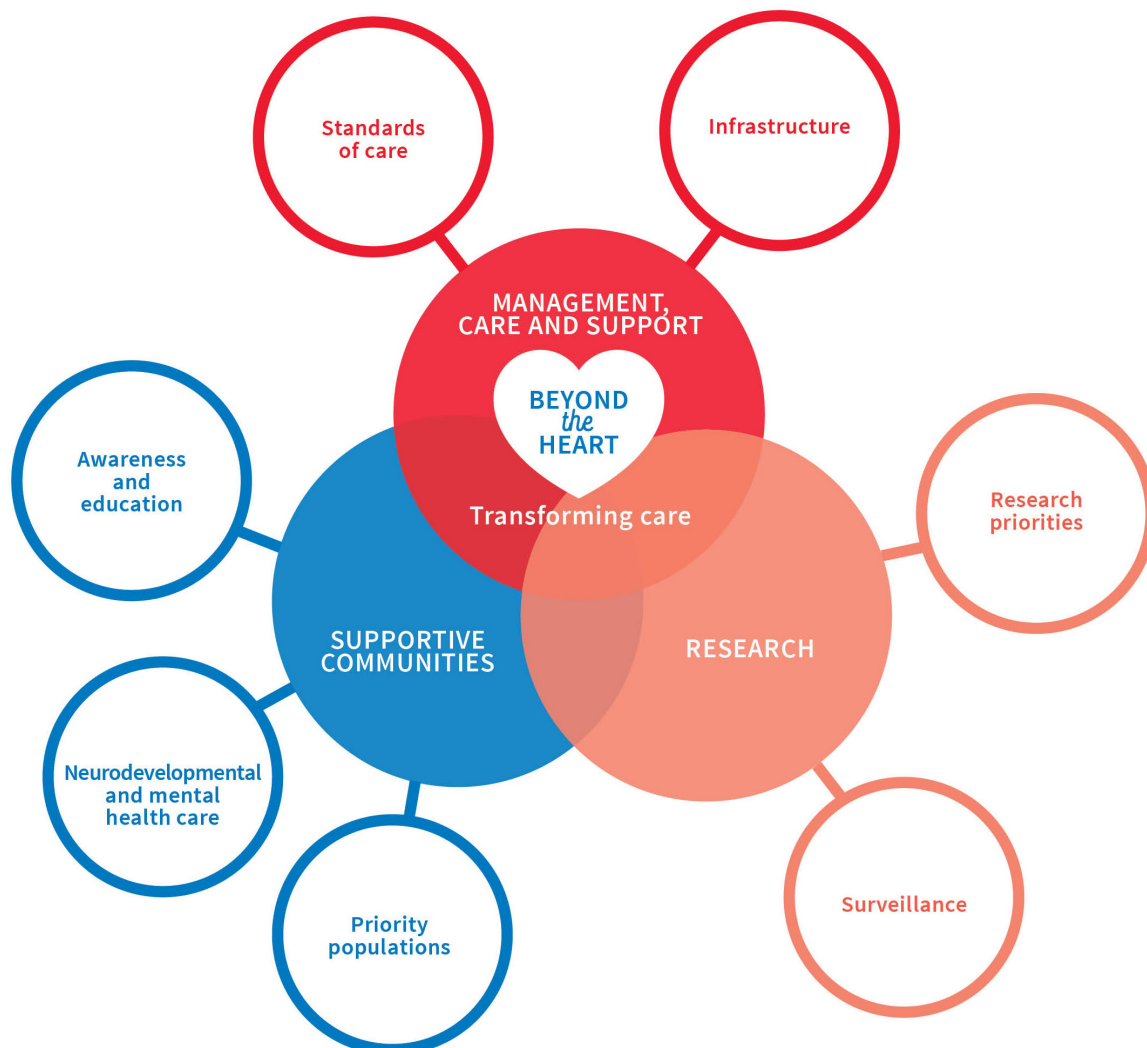 Standards
of care
Infrastructure
MANAGEMENT,
CARE AND SUPPORT
BEYOND
the
HEART
Transforming care
Awareness
and
education
Research
priorities
SUPPORTIVE
COMMUNITIES
RESEARCH
Neurodevelopmental
and mental
health care
Priority
populations
Surveillance